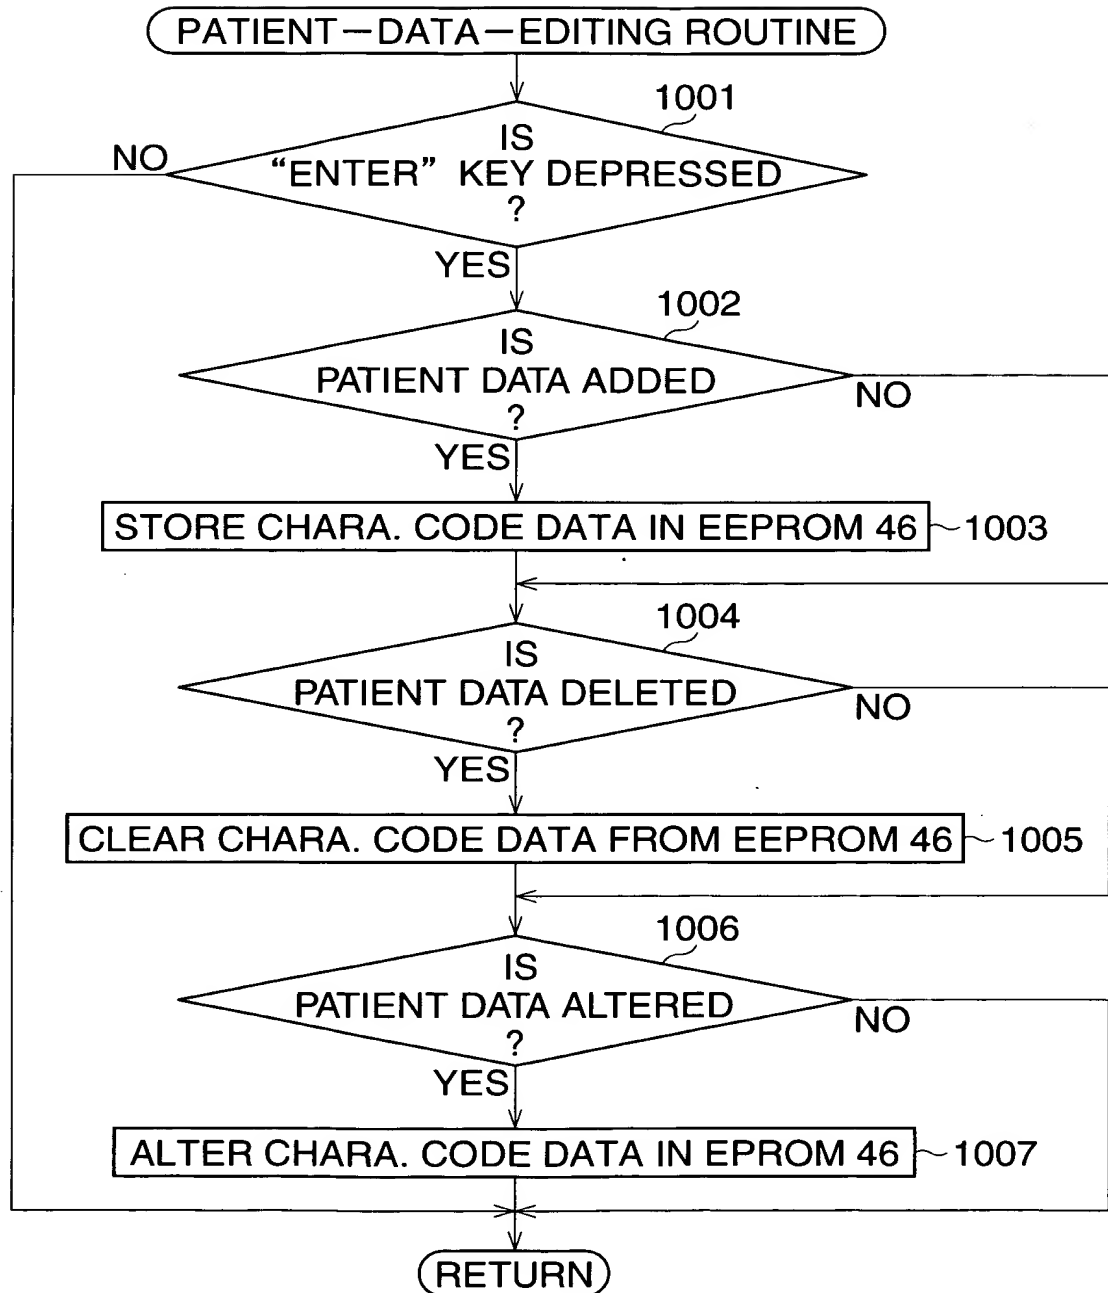 PATIENT-DATA-EDITING ROUTINE
1001
IS
NO
“ENTER” KEY DEPRESSED
?
YES
1002
IS
PATIENT DATA ADDED
NO
?
YES
STORE CHARA. CODE DATA IN EEPROM 46
1003
1004
IS
PATIENT DATA DELETED
NO
?
YES
CLEAR CHARA. CODE DATA FROM EEPROM 46
1005
1006
IS
PATIENT DATA ALTERED
NO
?
YES
ALTER CHARA. CODE DATA IN EPROM 46
1007
RETURN